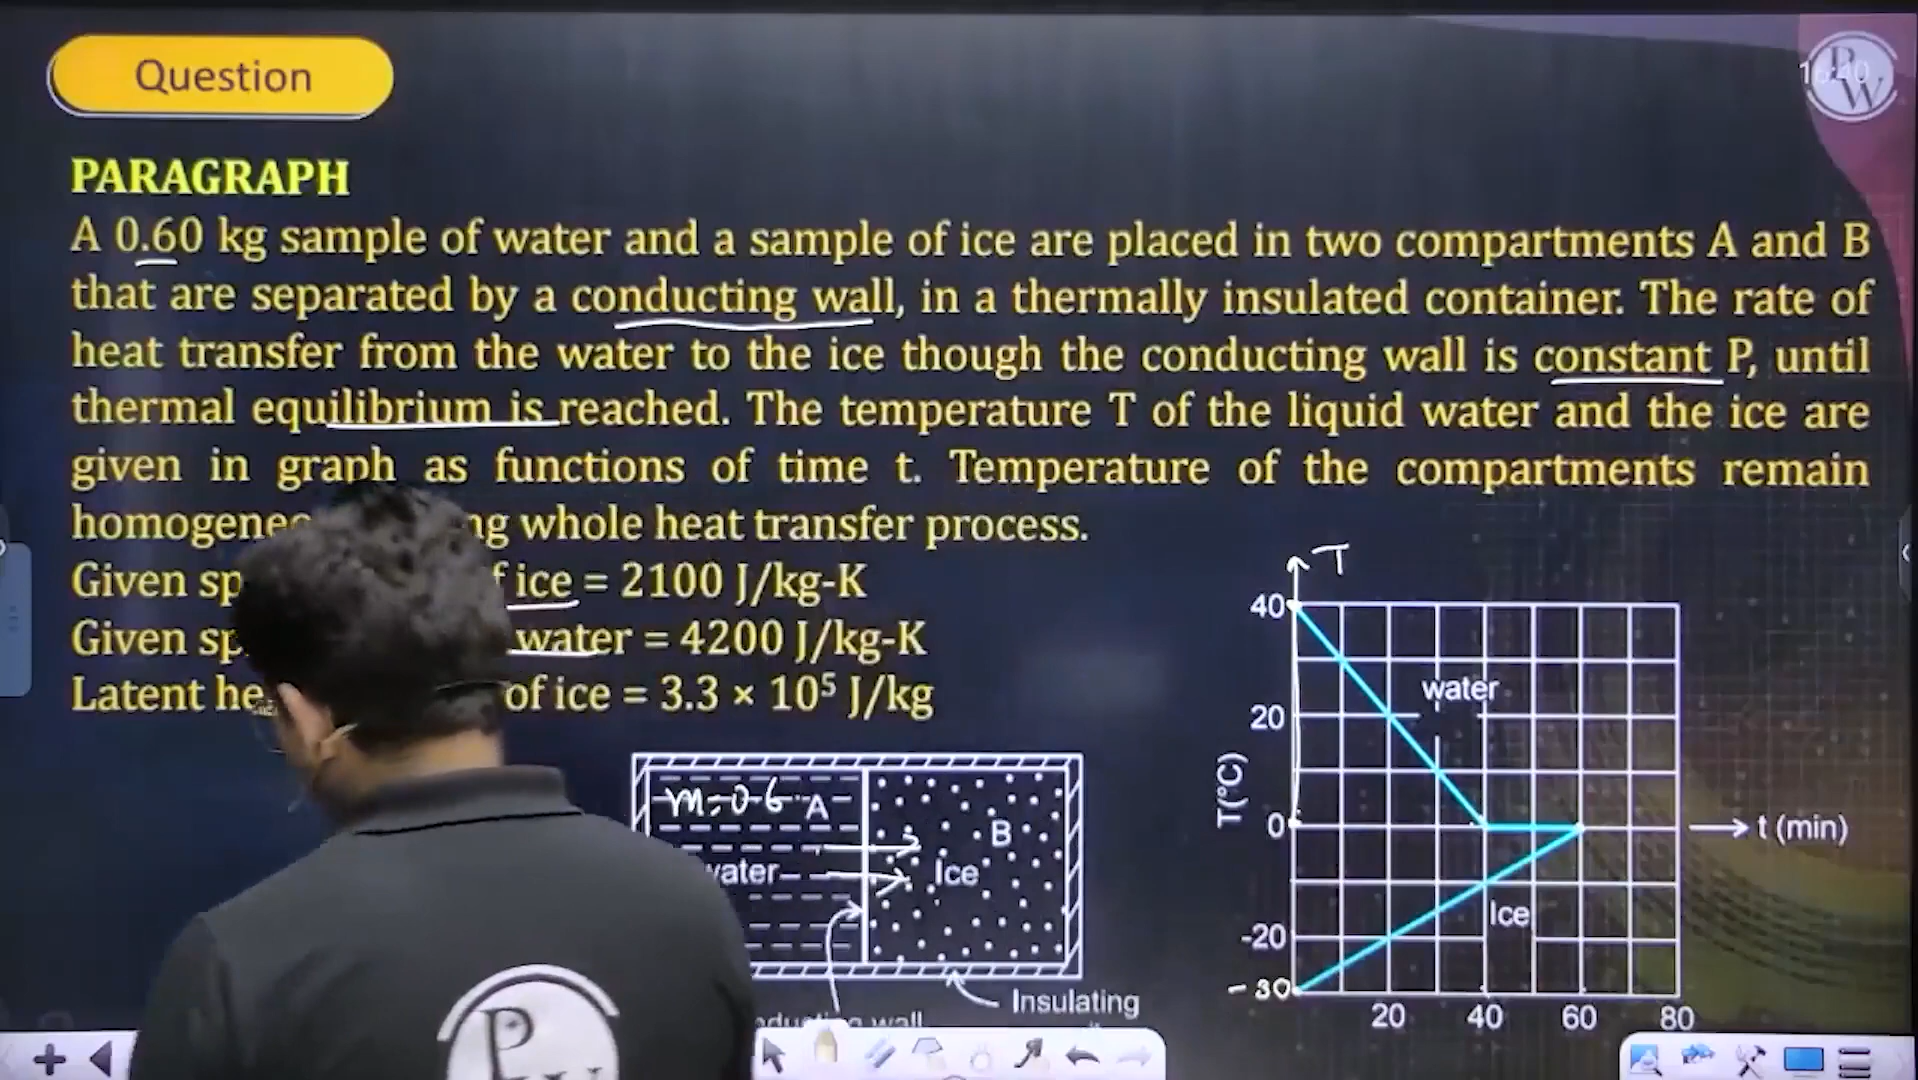 Question
PARAGRAPH
A 0.60 kg sample of water and a sample of ice are placed in two compartments A and B
that are separated by a conducting wall, in a thermally insulated container. The rate of
heat transfer from the water to the ice though the conducting wall is constant P, until
thermal equilibrium is reached. The temperature T of the liquid water and the ice are
given in graph as functions of time t. Temperature of the compartments remain
whole heat transfer process.
Given ice = 2100 J/kg-K
Given water = 4200 J/kg-K
Latent of ice = 3.3 × 10⁵ J/kg
m=0.6 A
B
Ice
Insulating
wall
T
40
water
20
T(°C)
0
t (min)
Ice
-20
-30
20 40 60 80
PW
P